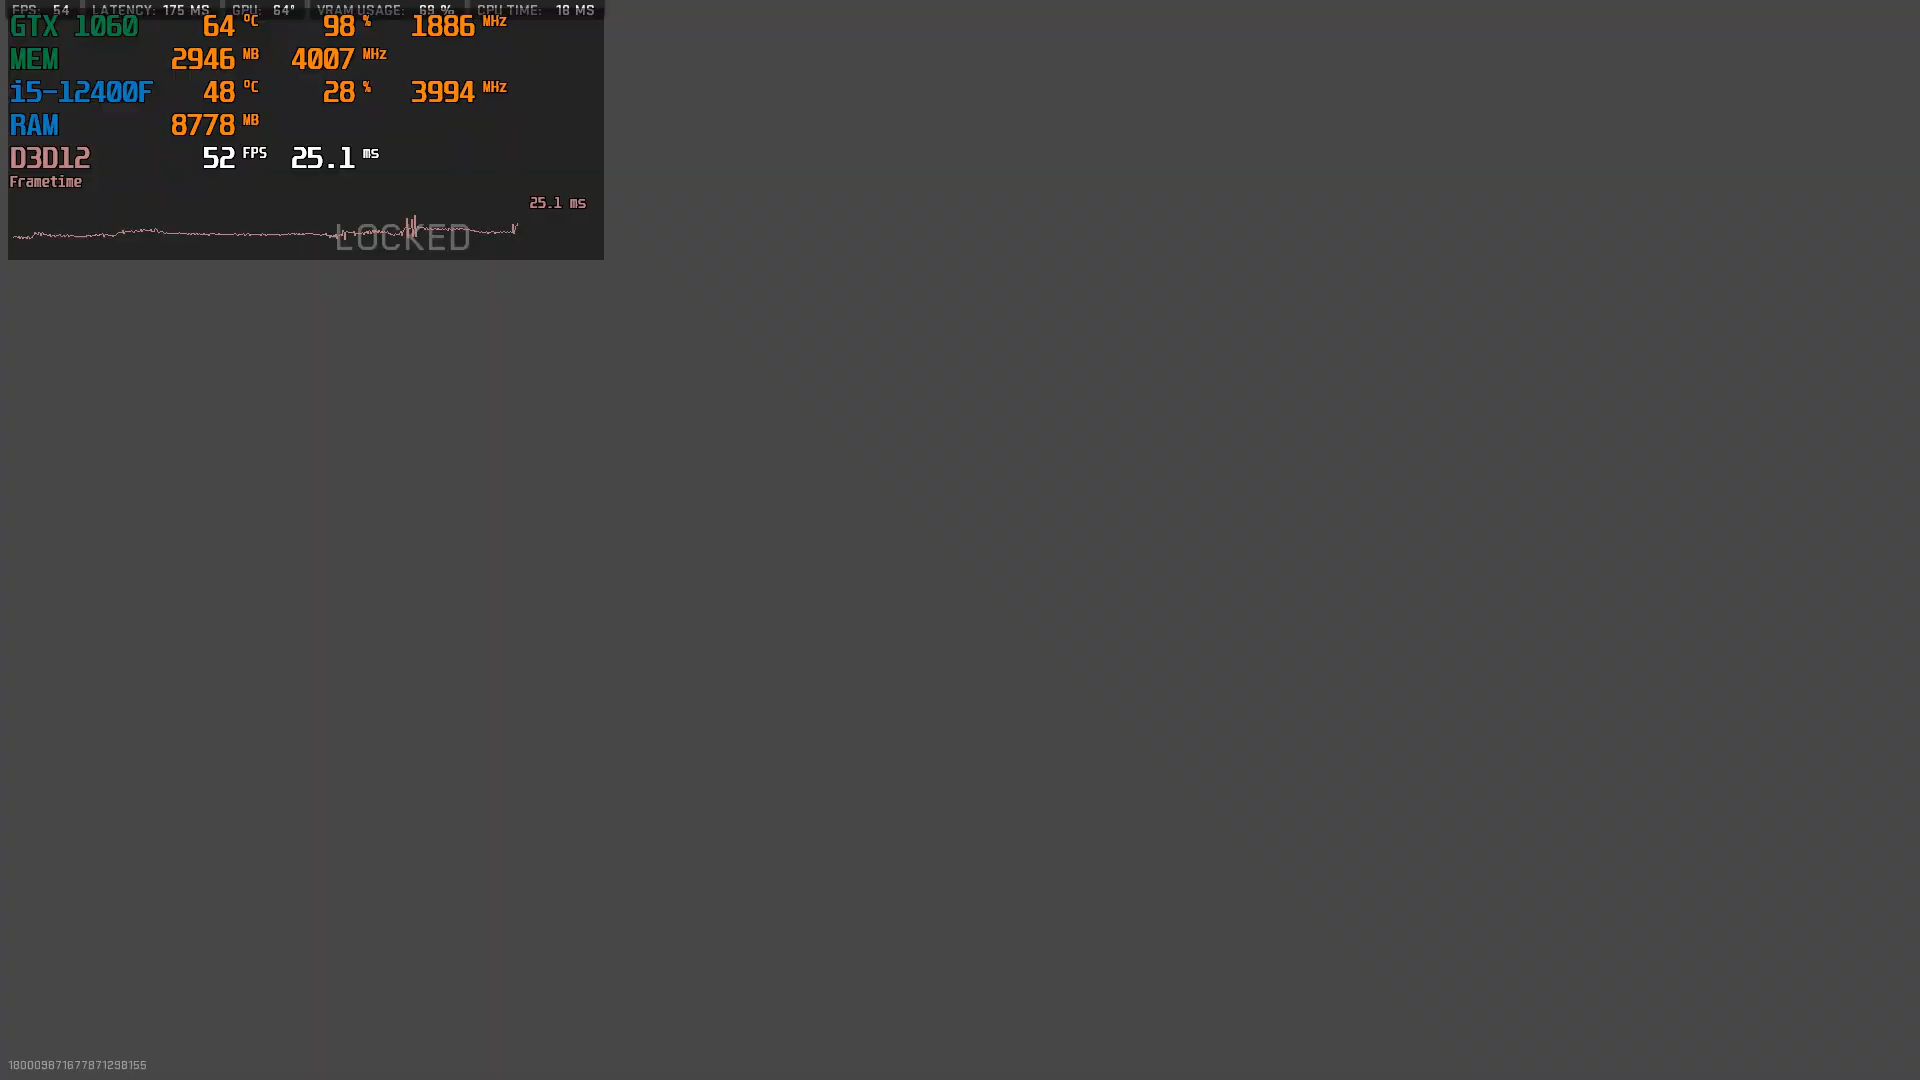 FPS: 54 LATENCY: 175 MS GPU: 64° VRAM USAGE: 69 % CPU TIME: 18 MS
GTX 1060 64 °C 98 % 1886 MHz
MEM 2946 MB 4007 MHz
i5-12400F 48 °C 28 % 3994 MHz
RAM 8778 MB
D3D12 52 FPS 25.1 ms
Frametime
25.1 ms
LOCKED
180009871677871298155